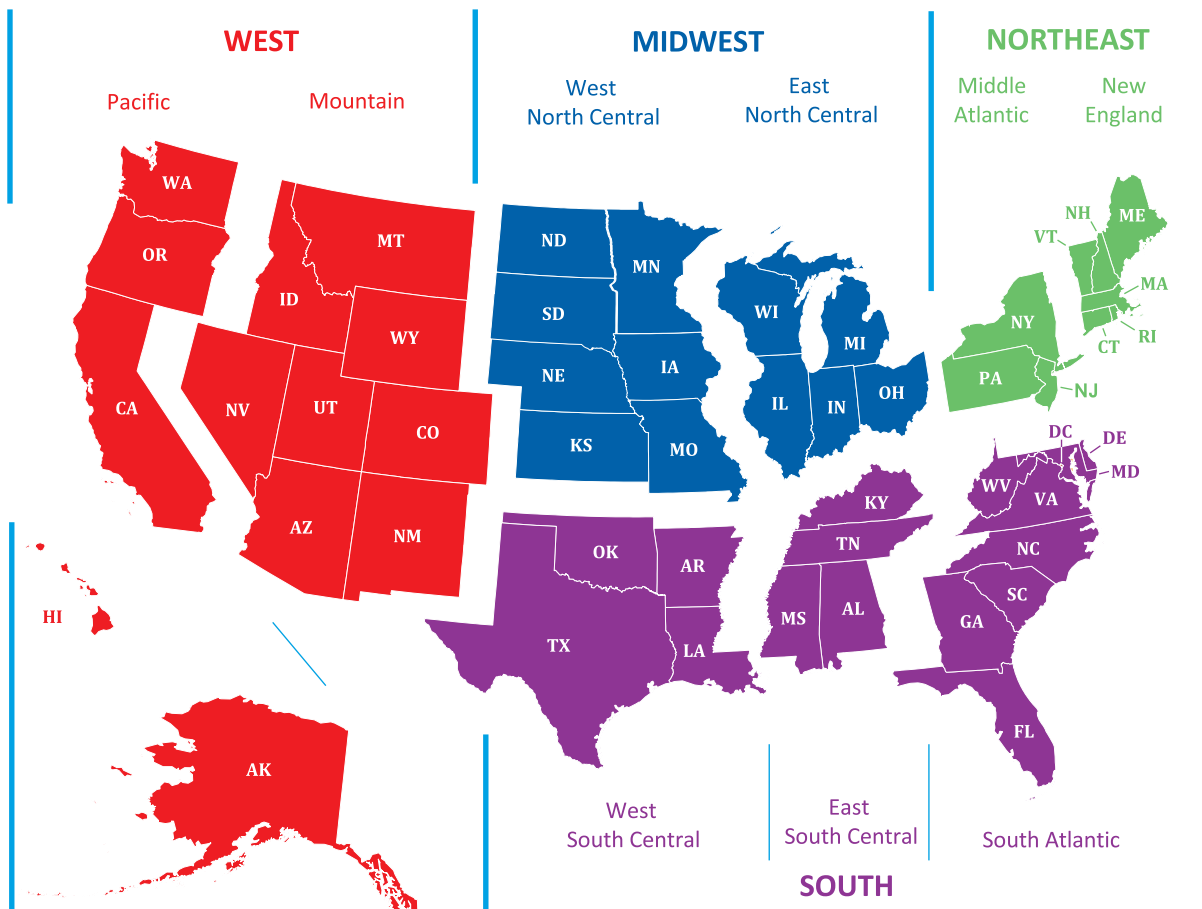 WEST
MIDWEST
NORTHEAST
Pacific
Mountain
West
North Central
East
North Central
Middle
Atlantic
New
England
WA
OR
CA
MT
ID
WY
NV
UT
CO
AZ
NM
HI
AK
ND
MN
SD
NE
IA
KS
MO
WI
MI
IL
IN
OH
ME
NH
VT
MA
NY
RI
CT
PA
NJ
DC
DE
MD
WV
VA
KY
TN
NC
SC
OK
AR
TX
LA
MS
AL
GA
FL
West
South Central
East
South Central
South Atlantic
SOUTH